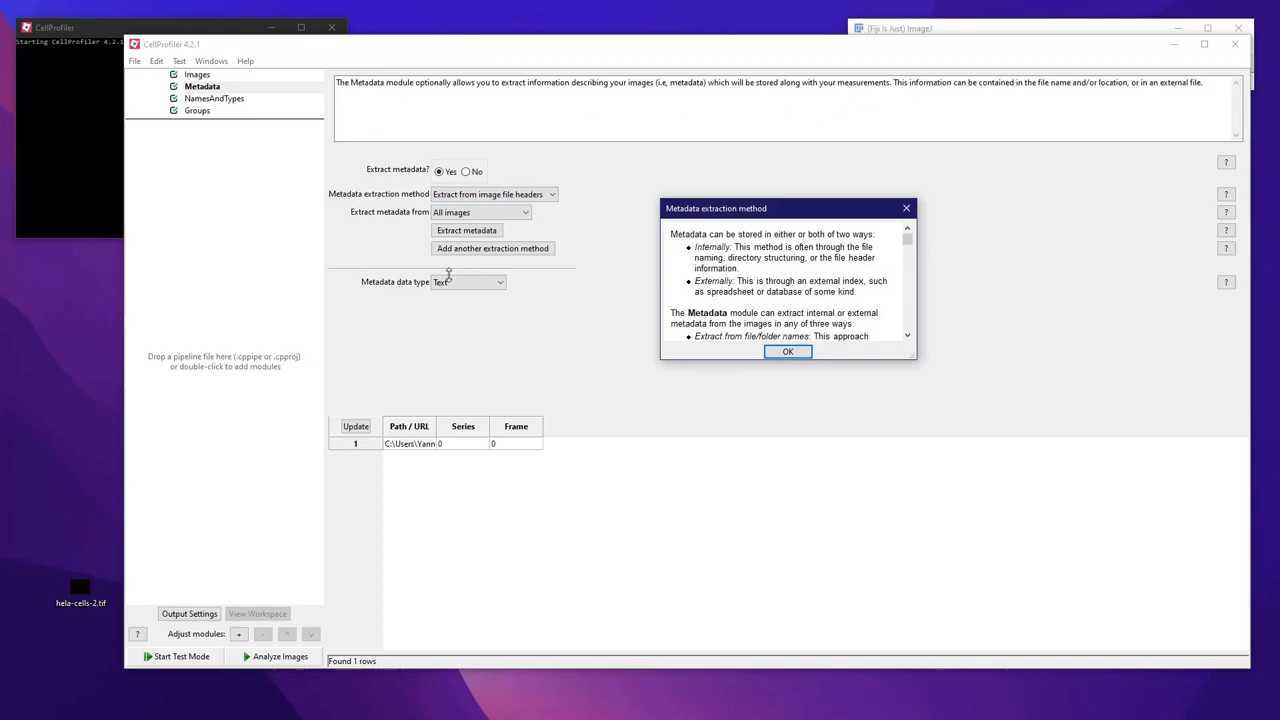 CellProfiler
Starting CellProfiler 4.2.1
(Fiji Is Just) ImageJ
CellProfiler 4.2.1
File Edit Test Windows Help
Images
Metadata
NamesAndTypes
Groups
Drop a pipeline file here (.cppipe or .cpproj)
or double-click to add modules
Output Settings View Workspace
? Adjust modules: + - ^ v
Start Test Mode Analyze Images
The Metadata module optionally allows you to extract information describing your images (i.e, metadata) which will be stored along with your measurements. This information can be contained in the file name and/or location, or in an external file.
Extract metadata? Yes No ?
Metadata extraction method Extract from image file headers ?
Extract metadata from All images ?
Extract metadata ?
Add another extraction method ?
Metadata data type Text ?
Metadata extraction method
Metadata can be stored in either or both of two ways:
Internally: This method is often through the file
naming, directory structuring, or the file header
information.
Externally: This is through an external index, such
as spreadsheet or database of some kind.
The Metadata module can extract internal or external
metadata from the images in any of three ways:
Extract from file/folder names: This approach
OK
Update Path / URL Series Frame
1 C:\Users\Yann 0 0
Found 1 rows
hela-cells-2.tif